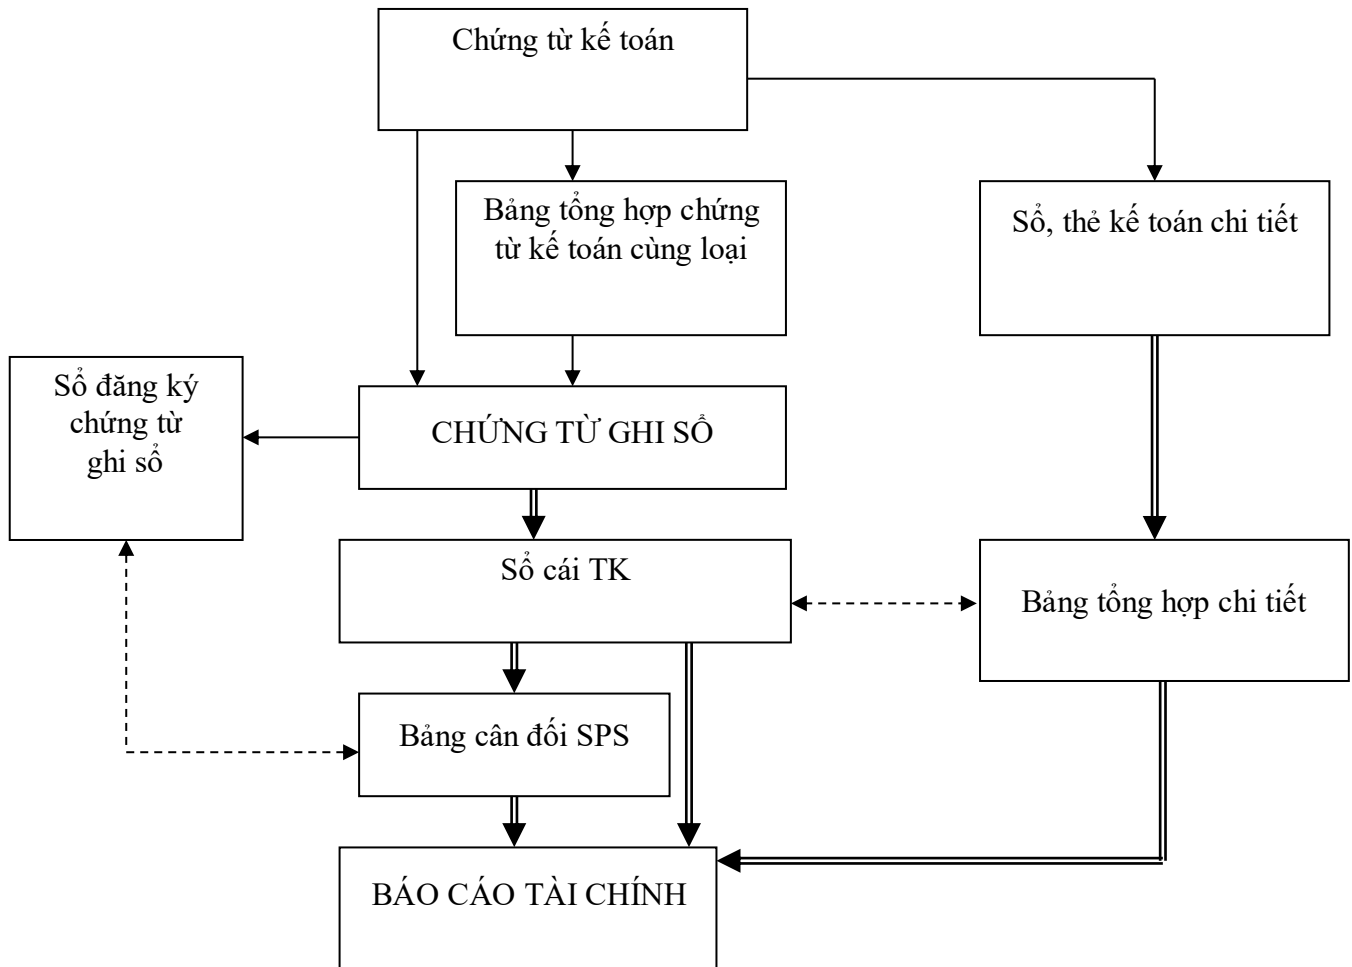 Chứng từ kế toán
Bảng tổng hợp chứng
từ kế toán cùng loại
Sổ, thẻ kế toán chi tiết
Sổ đăng ký
chứng từ
ghi sổ
CHỨNG TỪ GHI SỔ
Sổ cái TK
Bảng tổng hợp chi tiết
Bảng cân đối SPS
BÁO CÁO TÀI CHÍNH